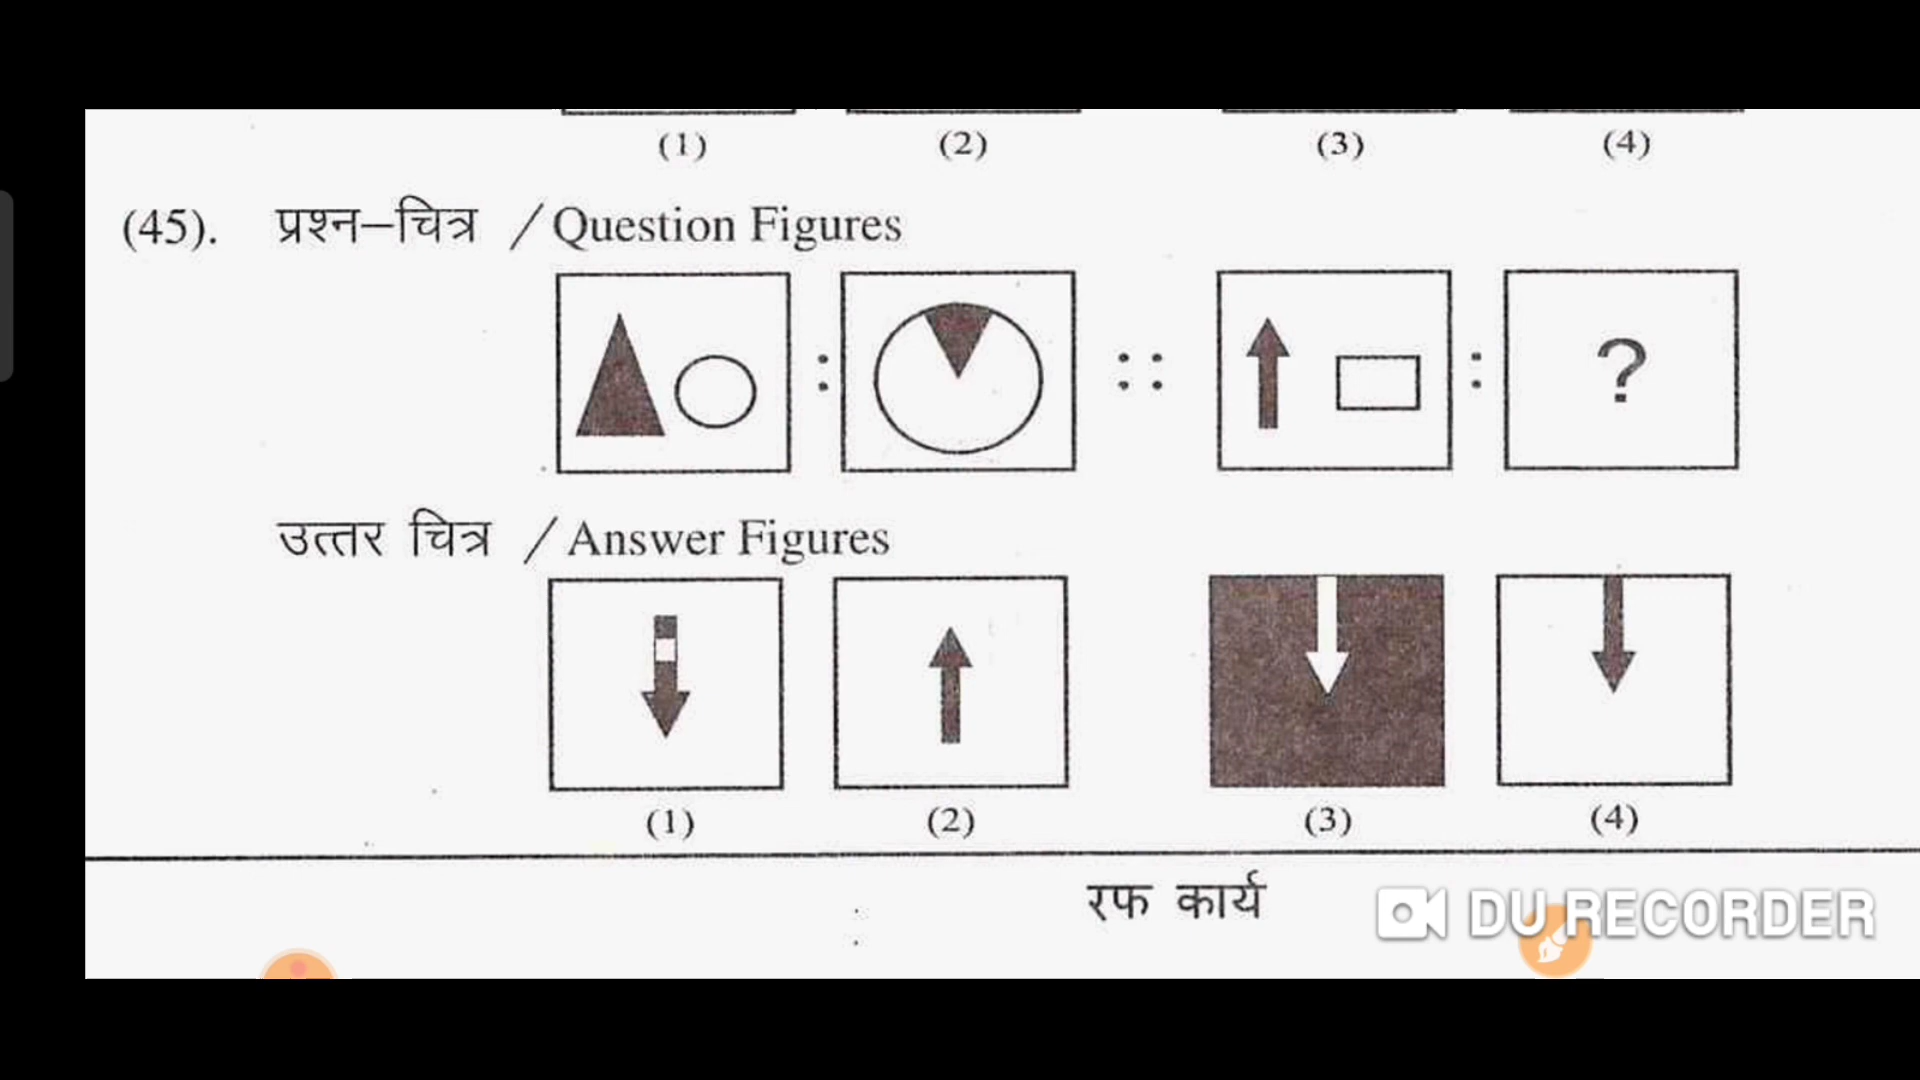 (1) (2) (3) (4)
(45). प्रश्न–चित्र / Question Figures
: : : : ?
उत्तर चित्र / Answer Figures
(1) (2) (3) (4)
रफ कार्य
DU RECORDER